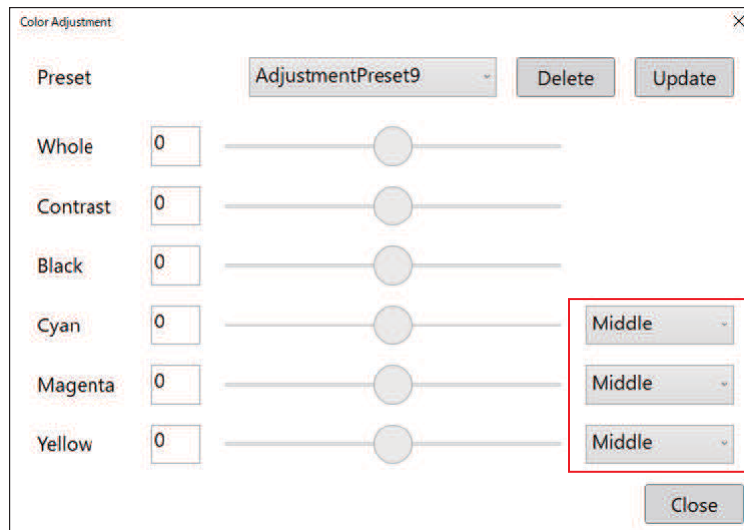 Color Adjustment
Preset AdjustmentPreset9 Delete Update
Whole 0
Contrast 0
Black 0
Cyan 0 Middle
Magenta 0 Middle
Yellow 0 Middle
Close